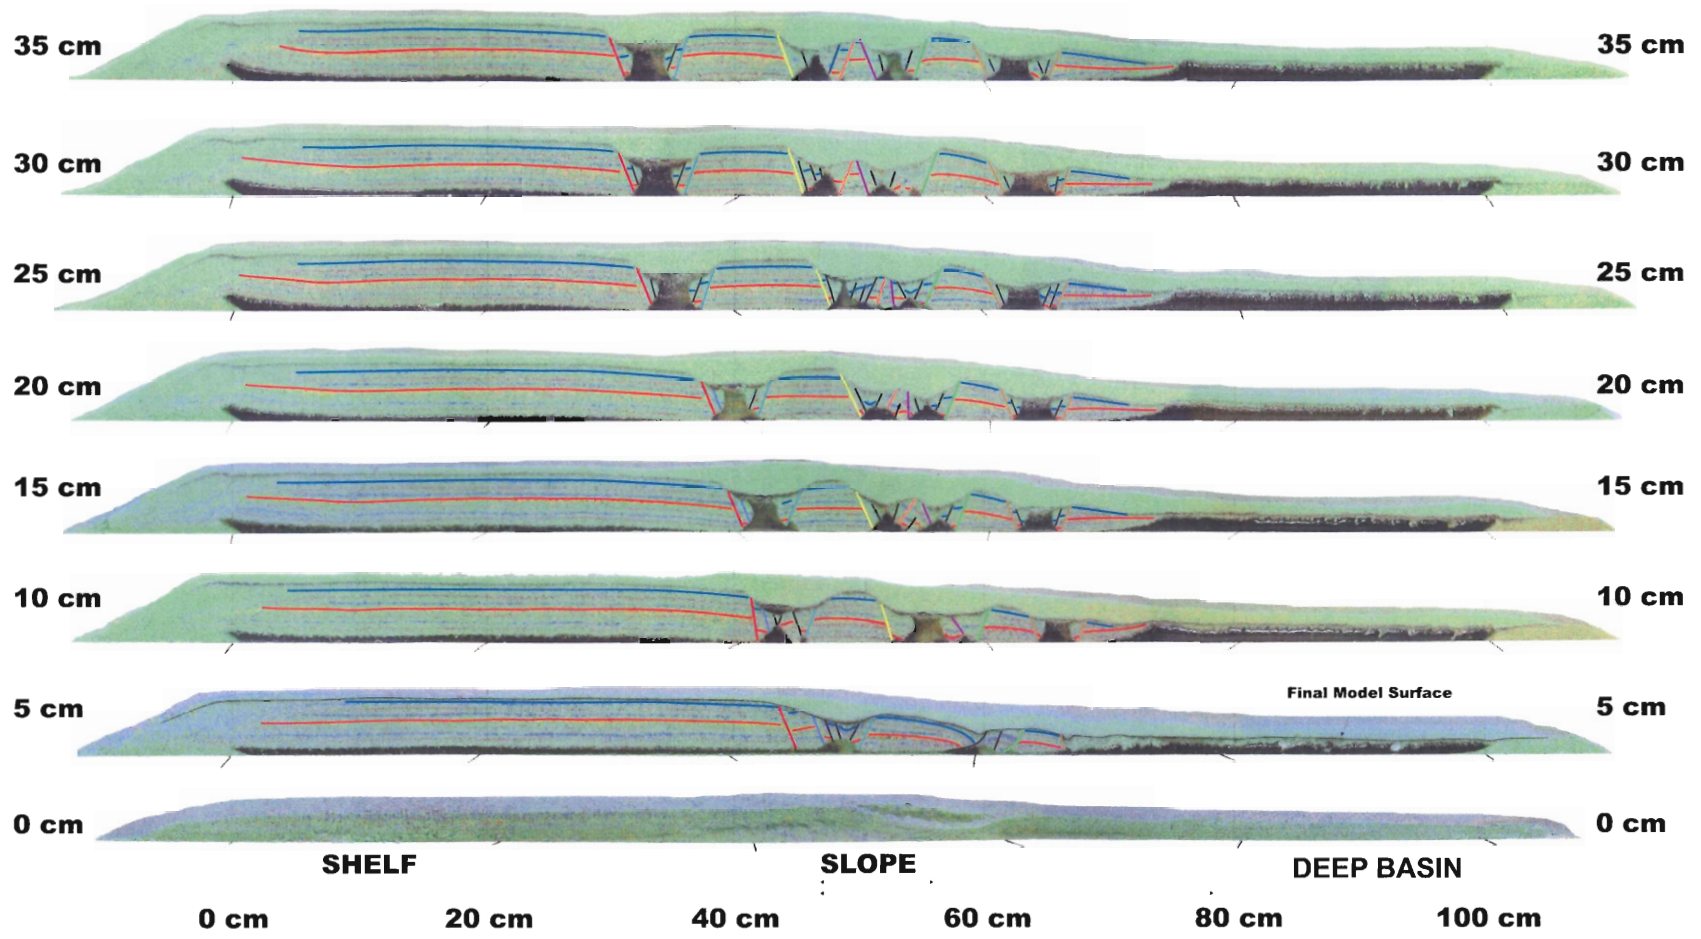 35 cm 35 cm
30 cm 30 cm
25 cm 25 cm
20 cm 20 cm
15 cm 15 cm
10 cm 10 cm
Final Model Surface
5 cm 5 cm
0 cm 0 cm
SHELF SLOPE DEEP BASIN
0 cm 20 cm 40 cm 60 cm 80 cm 100 cm